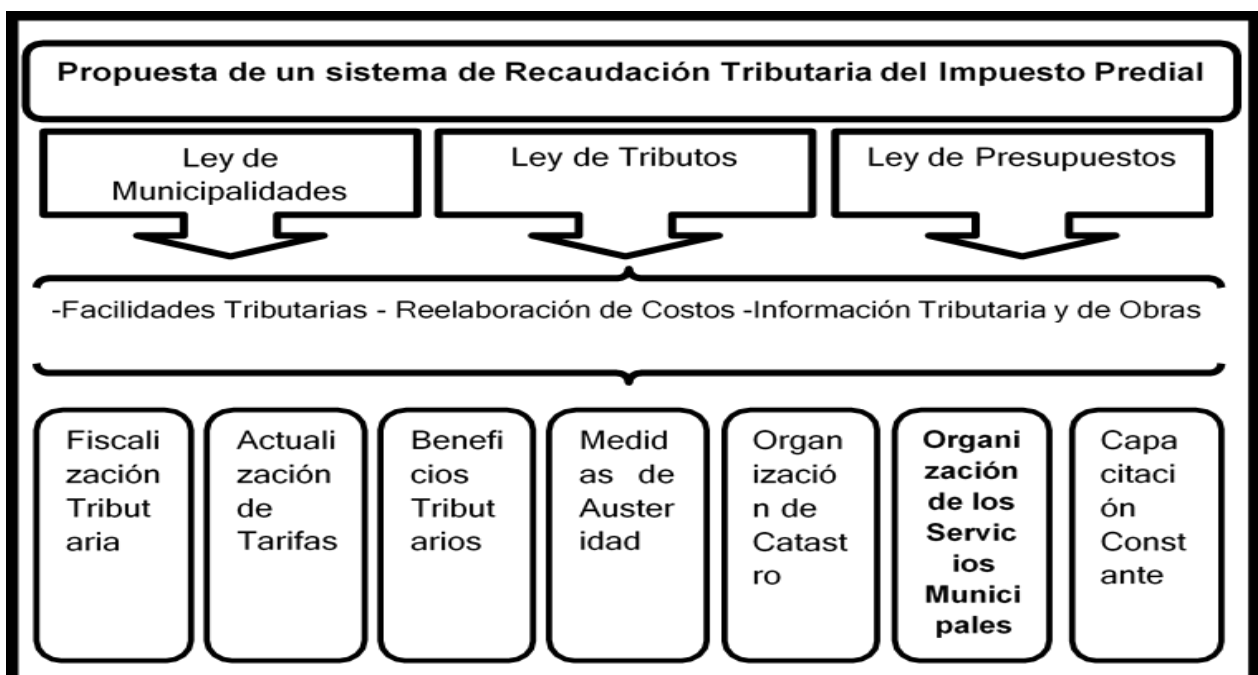 Propuesta de un sistema de Recaudación Tributaria del Impuesto Predial
Ley de
Municipalidades
Ley de Tributos
Ley de Presupuestos
-Facilidades Tributarias - Reelaboración de Costos -Información Tributaria y de Obras
Fiscali
zación
Tribut
aria
Actuali
zación
de
Tarifas
Benefi
cios
Tribut
arios
Medid
as de
Auster
idad
Organ
izació
n de
Catast
ro
Organi
zación
de los
Servic
ios
Munici
pales
Capa
citaci
ón
Const
ante